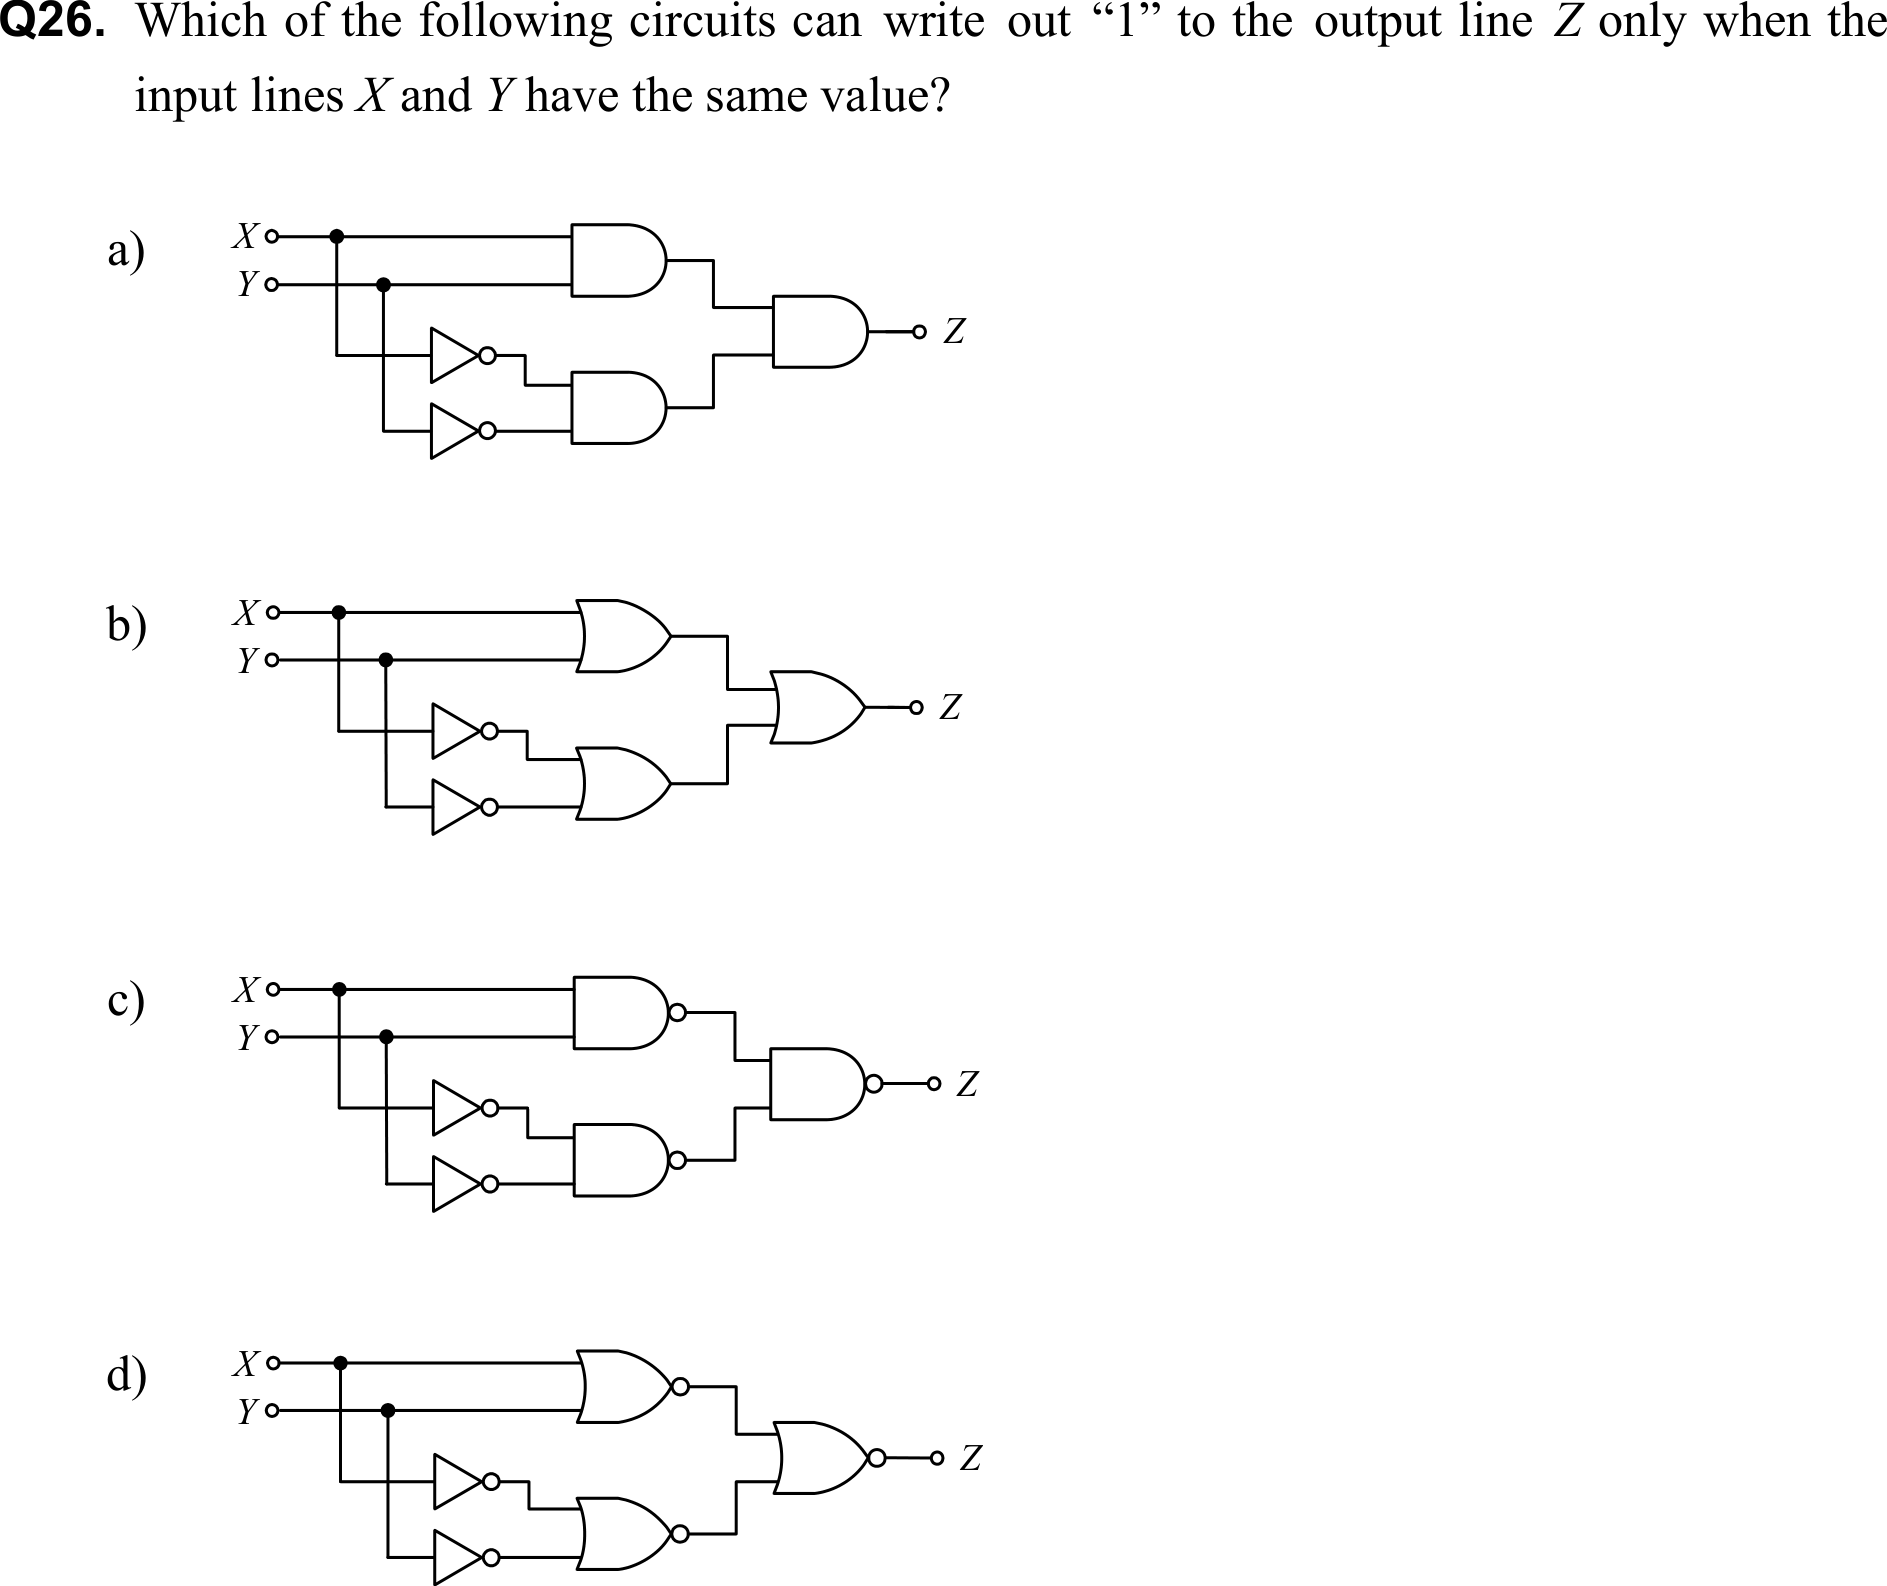 Q26. Which of the following circuits can write out “1” to the output line Z only when the
input lines X and Y have the same value?
a)
X
Y
Z
b)
X
Y
Z
c)
X
Y
Z
d)
X
Y
Z